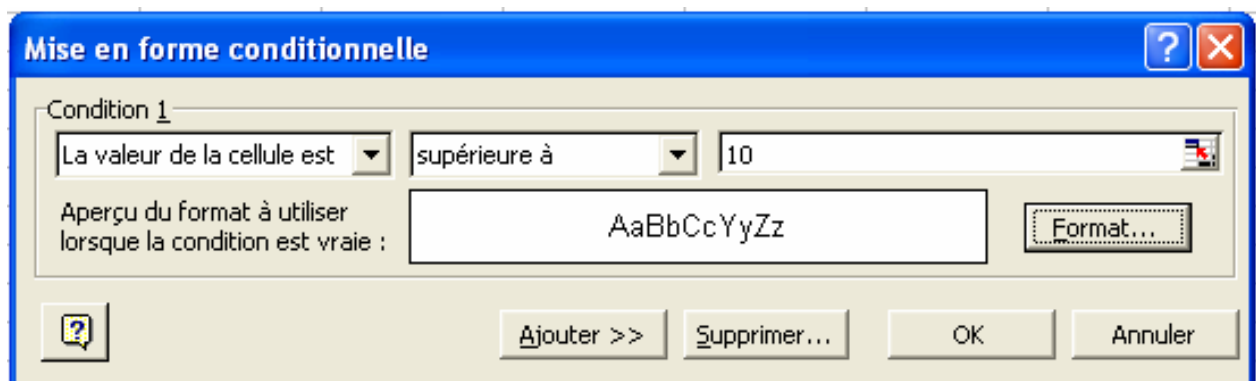 Mise en forme conditionnelle
Condition 1
La valeur de la cellule est supérieure à 10
Aperçu du format à utiliser
lorsque la condition est vraie :
AaBbCcYyZz
Format...
Ajouter >> Supprimer... OK Annuler